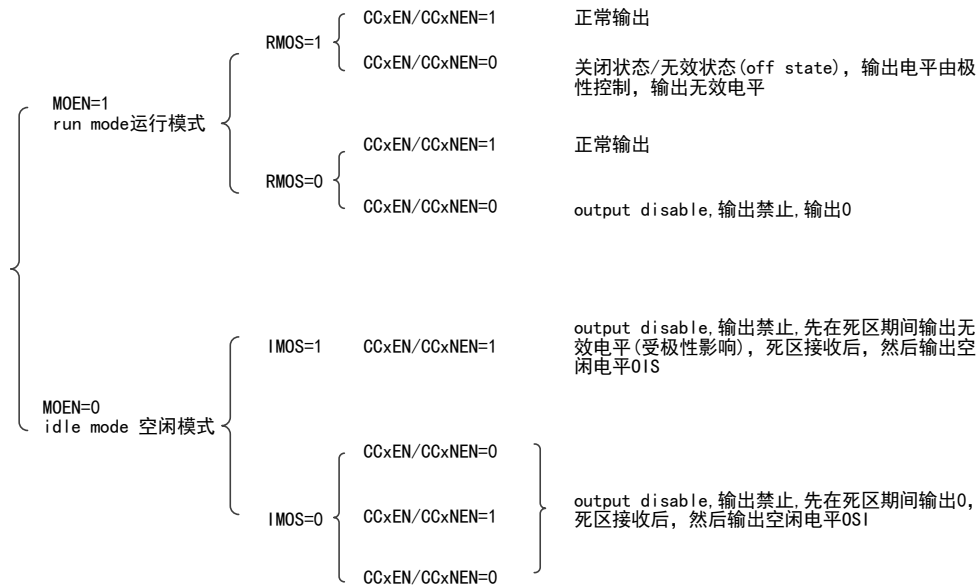 CCxEN/CCxNEN=1 正常输出
RMOS=1
CCxEN/CCxNEN=0 关闭状态/无效状态(off state), 输出电平由极
性控制, 输出无效电平
MOEN=1
run mode运行模式
CCxEN/CCxNEN=1 正常输出
RMOS=0
CCxEN/CCxNEN=0 output disable,输出禁止,输出0
output disable,输出禁止,先在死区期间输出无
IMOS=1 CCxEN/CCxNEN=1 效电平(受极性影响), 死区接收后, 然后输出空
闲电平OIS
MOEN=0
idle mode 空闲模式
CCxEN/CCxNEN=0
output disable,输出禁止,先在死区期间输出0,
IMOS=0 CCxEN/CCxNEN=1 死区接收后, 然后输出空闲电平OSI
CCxEN/CCxNEN=0